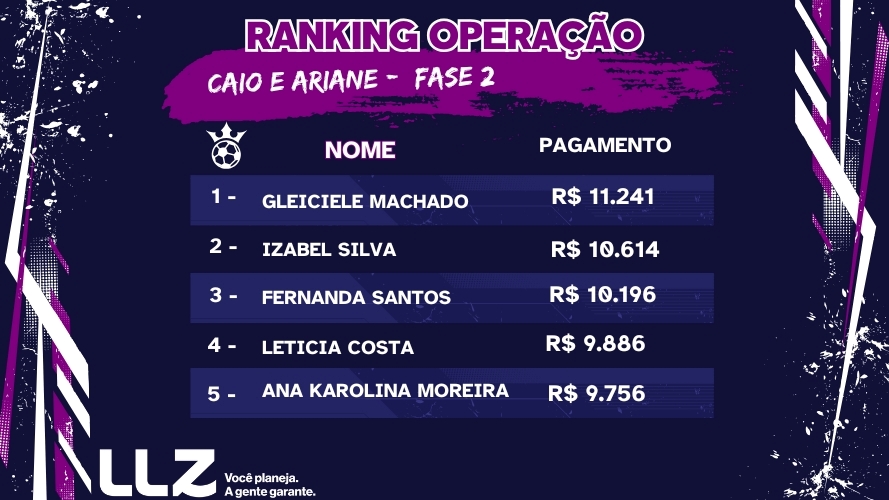 RANKING OPERAÇÃO
CAIO E ARIANE - FASE 2
NOME PAGAMENTO
1 - GLEICIELE MACHADO R$ 11.241
2 - IZABEL SILVA R$ 10.614
3 - FERNANDA SANTOS R$ 10.196
4 - LETICIA COSTA R$ 9.886
5 - ANA KAROLINA MOREIRA R$ 9.756
LLZ
Você planeja.
A gente garante.